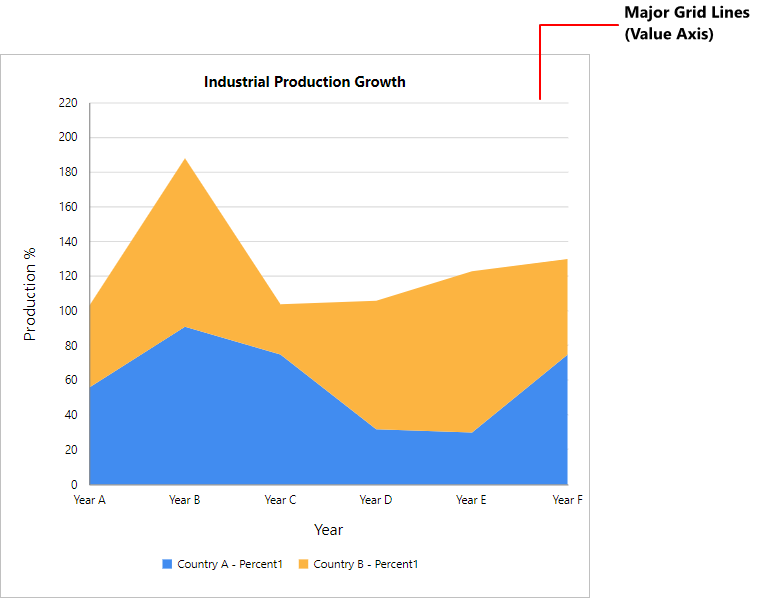 Major Grid Lines
(Value Axis)
Industrial Production Growth
220
200
180
160
140
120
100
80
60
40
20
0
Production %
Year A Year B Year C Year D Year E Year F
Year
Country A - Percent1 Country B - Percent1